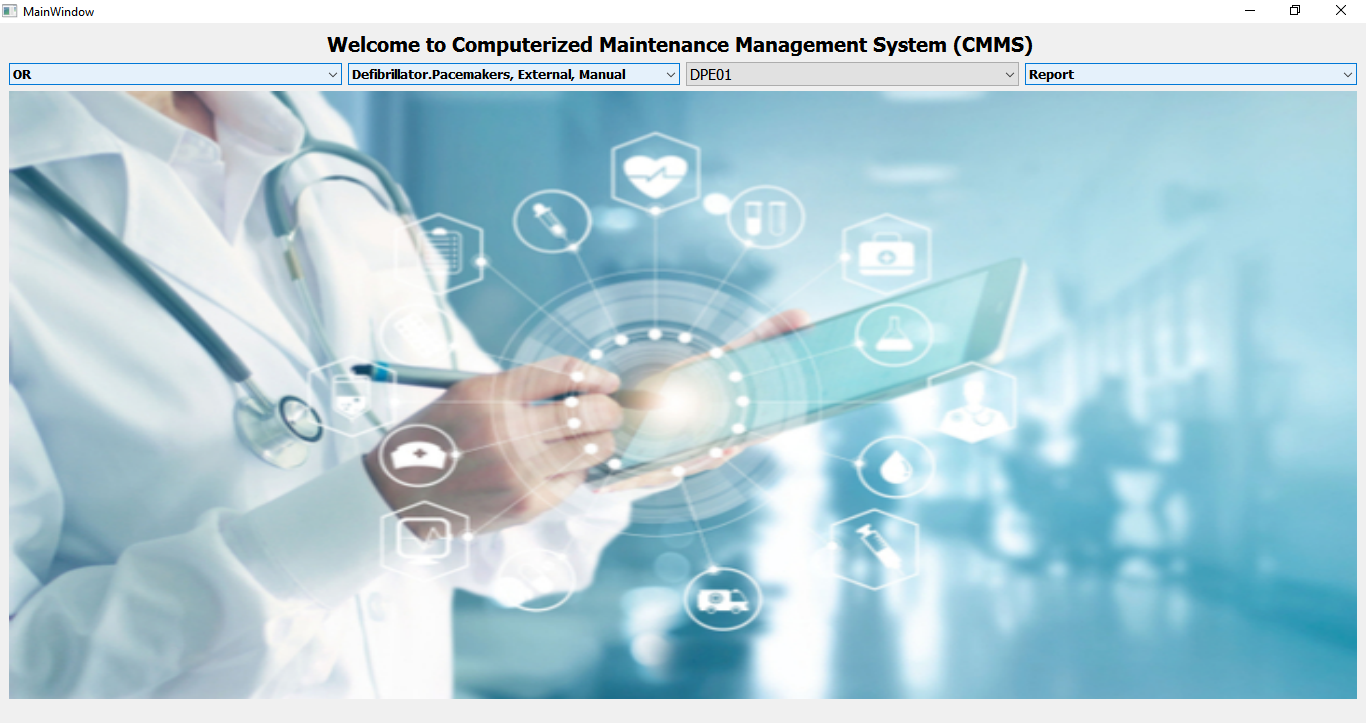 MainWindow
Welcome to Computerized Maintenance Management System (CMMS)
OR
Defibrillator.Pacemakers, External, Manual
DPE01
Report